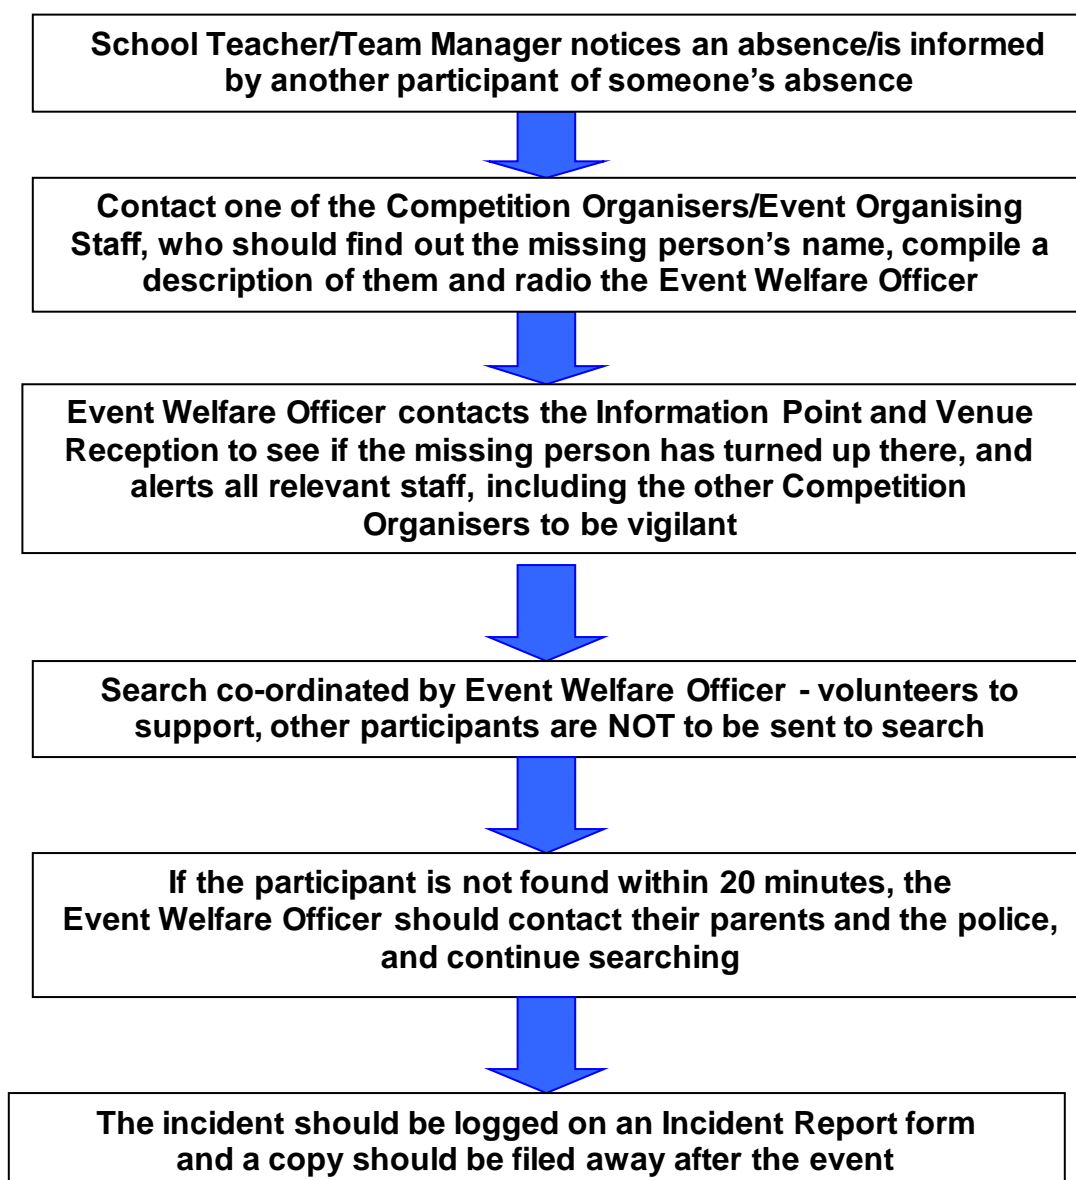 School Teacher/Team Manager notices an absence/is informed
by another participant of someone’s absence
Contact one of the Competition Organisers/Event Organising
Staff, who should find out the missing person’s name, compile a
description of them and radio the Event Welfare Officer
Event Welfare Officer contacts the Information Point and Venue
Reception to see if the missing person has turned up there, and
alerts all relevant staff, including the other Competition
Organisers to be vigilant
Search co-ordinated by Event Welfare Officer - volunteers to
support, other participants are NOT to be sent to search
If the participant is not found within 20 minutes, the
Event Welfare Officer should contact their parents and the police,
and continue searching
The incident should be logged on an Incident Report form
and a copy should be filed away after the event